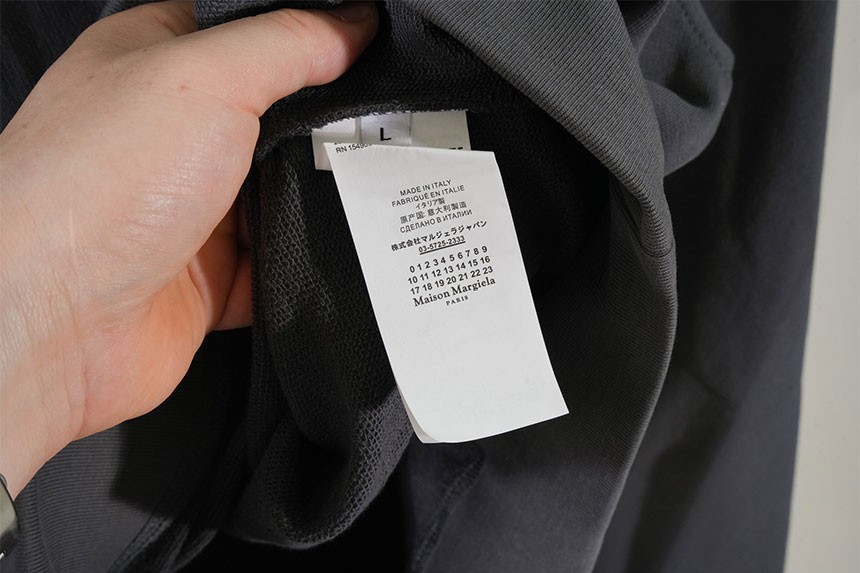 L
MADE IN ITALY
FABRIQUÉ EN ITALIE
イタリア製
原产国: 意大利製造
СДЕЛАНО В ИТАЛИИ
株式会社マルジェラジャパン
03-5725-2333
0 1 2 3 4 5 6 7 8 9
10 11 12 13 14 15 16
17 18 19 20 21 22 23
Maison Margiela
PARIS